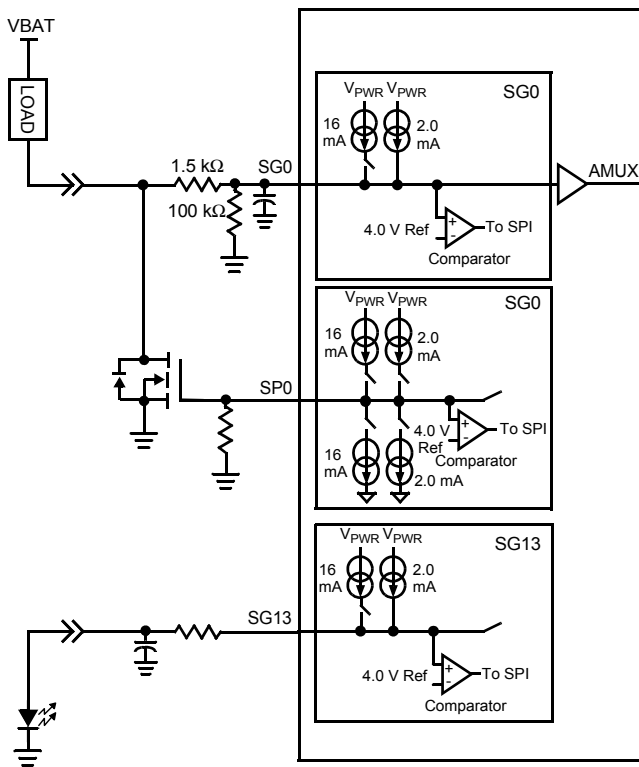 VBAT
LOAD
1.5 kΩ
100 kΩ
SG0
VPWR VPWR
SG0
16 mA
2.0 mA
4.0 V Ref
+
-
To SPI
Comparator
AMUX
VPWR VPWR
SG0
16 mA
2.0 mA
SP0
4.0 V Ref
+
-
To SPI
Comparator
16 mA
2.0 mA
VPWR VPWR
SG13
16 mA
2.0 mA
SG13
4.0 V Ref
+
-
To SPI
Comparator